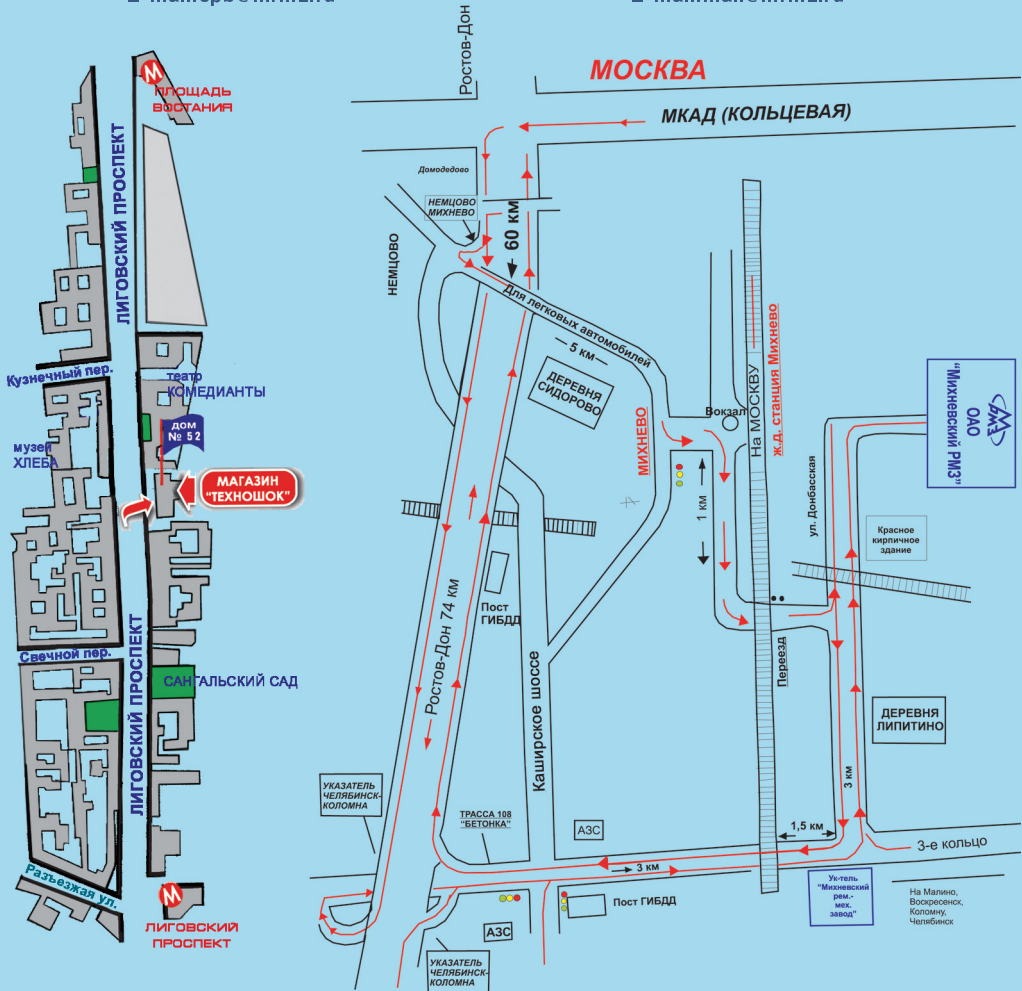 Ростов-Дон
М
ПЛОЩАДЬ
ВОСТАНИЯ
ЛИГОВСКИЙ ПРОСПЕКТ
Кузнечный пер.
театр
КОМЕДИАНТЫ
дом
№ 52
музей
ХЛЕБА
МАГАЗИН
"ТЕХНОШОК"
ЛИГОВСКИЙ ПРОСПЕКТ
Свечной пер.
САНГАЛЬСКИЙ САД
Разъезжая ул.
М
ЛИГОВСКИЙ
ПРОСПЕКТ
МОСКВА
МКАД (КОЛЬЦЕВАЯ)
Домодедово
НЕМЦОВО
МИХНЕВО
НЕМЦОВО
60 км
Для легковых автомобилей
5 км
ДЕРЕВНЯ
СИДОРОВО
МИХНЕВО
Вокзал
На МОСКВУ
ж.д. станция Михнево
"Михневский РМЗ"
ОАО
РМЗ
1 км
ул. Донбасская
Красное
кирпичное
здание
Пост
ГИБДД
Ростов-Дон 74 км
Каширское шоссе
Переезд
ДЕРЕВНЯ
ЛИПИТИНО
3 км
УКАЗАТЕЛЬ
ЧЕЛЯБИНСК-
КОЛОМНА
ТРАССА 108
"БЕТОНКА"
АЗС
1,5 км
3-е кольцо
3 км
Пост ГИБДД
АЗС
Ук-тель
"Михневский
рем.-
мех.
завод"
На Малино,
Воскресенск,
Коломну,
Челябинск
УКАЗАТЕЛЬ
ЧЕЛЯБИНСК-
КОЛОМНА